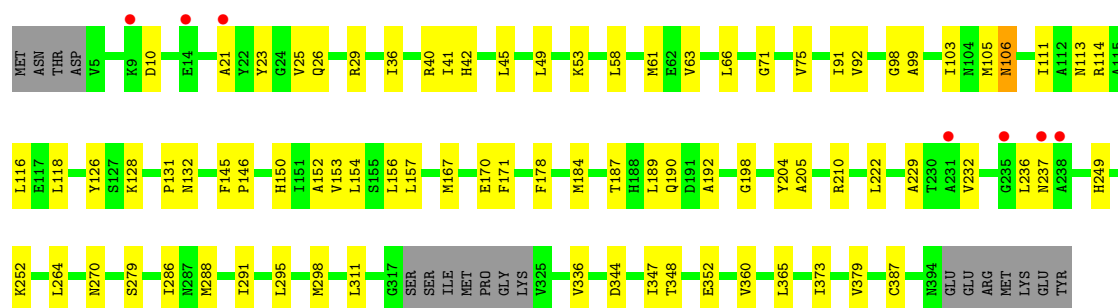 MET ASN THR ASP V5 K9 D10 E14 A21 Y22 Y23 G24 V25 Q26 R29 I36 R40 I41 H42 L45 L49 K53 L58 M61 E62 V63 L66 G71 V75 I91 V92 G98 A99 I103 N104 M105 N106 I111 A112 N113 R114 A115
L116 E117 L118 Y126 S127 K128 P131 N132 F145 P146 H150 I151 A152 V153 L154 S155 L156 L157 M167 E170 F171 F178 M184 T187 H188 L189 Q190 D191 A192 G198 Y204 A205 R210 L222 A229 T230 A231 V232 G235 L236 N237 A238 H249
K252 L264 N270 S279 I286 N287 M288 I291 L295 M298 L311 G317 SER SER ILE MET PRO GLY LYS V325 V336 D344 I347 T348 E352 V360 L365 I373 V379 C387 N394 GLU GLU ARG MET LYS GLU TYR